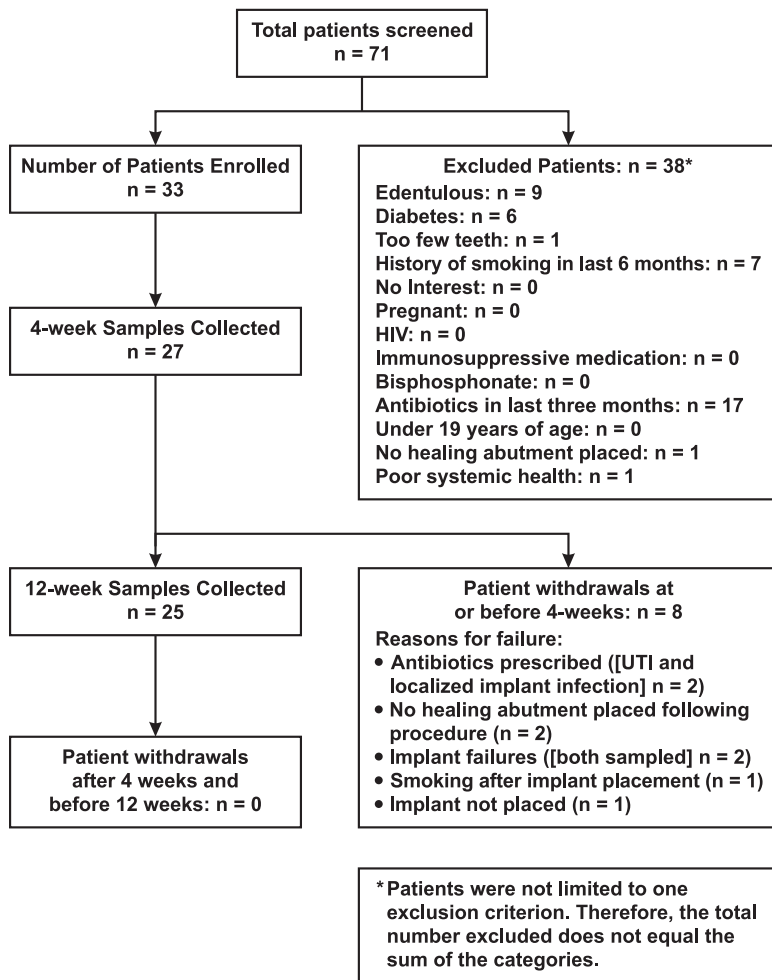 Total patients screened
n = 71
Number of Patients Enrolled
n = 33
Excluded Patients: n = 38*
Edentulous: n = 9
Diabetes: n = 6
Too few teeth: n = 1
History of smoking in last 6 months: n = 7
No Interest: n = 0
Pregnant: n = 0
HIV: n = 0
Immunosuppressive medication: n = 0
Bisphosphonate: n = 0
Antibiotics in last three months: n = 17
Under 19 years of age: n = 0
No healing abutment placed: n = 1
Poor systemic health: n = 1
4-week Samples Collected
n = 27
12-week Samples Collected
n = 25
Patient withdrawals at
or before 4-weeks: n = 8
Reasons for failure:
• Antibiotics prescribed ([UTI and
localized implant infection] n = 2)
• No healing abutment placed following
procedure (n = 2)
• Implant failures ([both sampled] n = 2)
• Smoking after implant placement (n = 1)
• Implant not placed (n = 1)
Patient withdrawals
after 4 weeks and
before 12 weeks: n = 0
*Patients were not limited to one
exclusion criterion. Therefore, the total
number excluded does not equal the
sum of the categories.